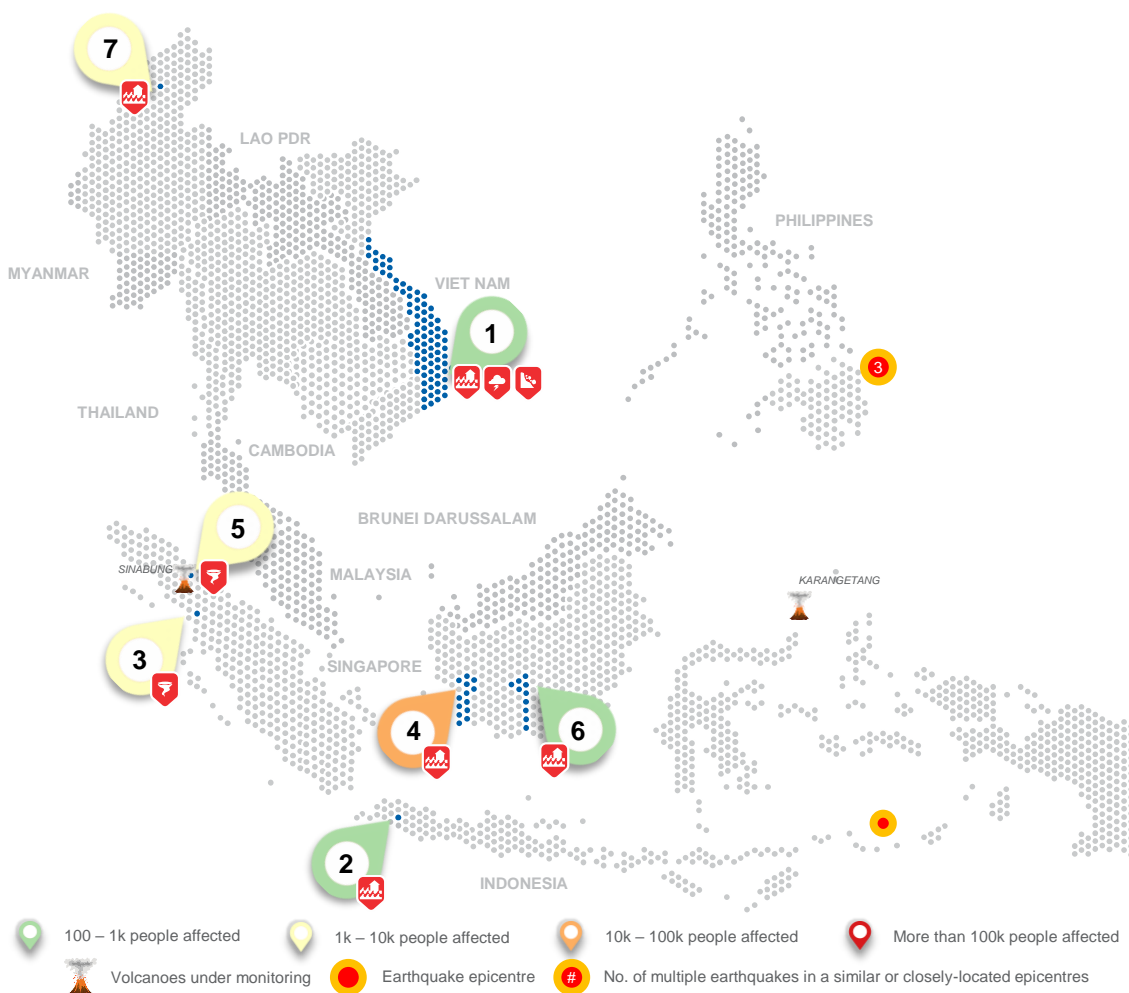 7
LAO PDR
PHILIPPINES
MYANMAR
VIET NAM
1
3
THAILAND
CAMBODIA
5
BRUNEI DARUSSALAM
SINABUNG
MALAYSIA
KARANGETANG
3
SINGAPORE
4
6
2
INDONESIA
100 – 1k people affected
1k – 10k people affected
10k – 100k people affected
More than 100k people affected
Volcanoes under monitoring
Earthquake epicentre
# No. of multiple earthquakes in a similar or closely-located epicentres